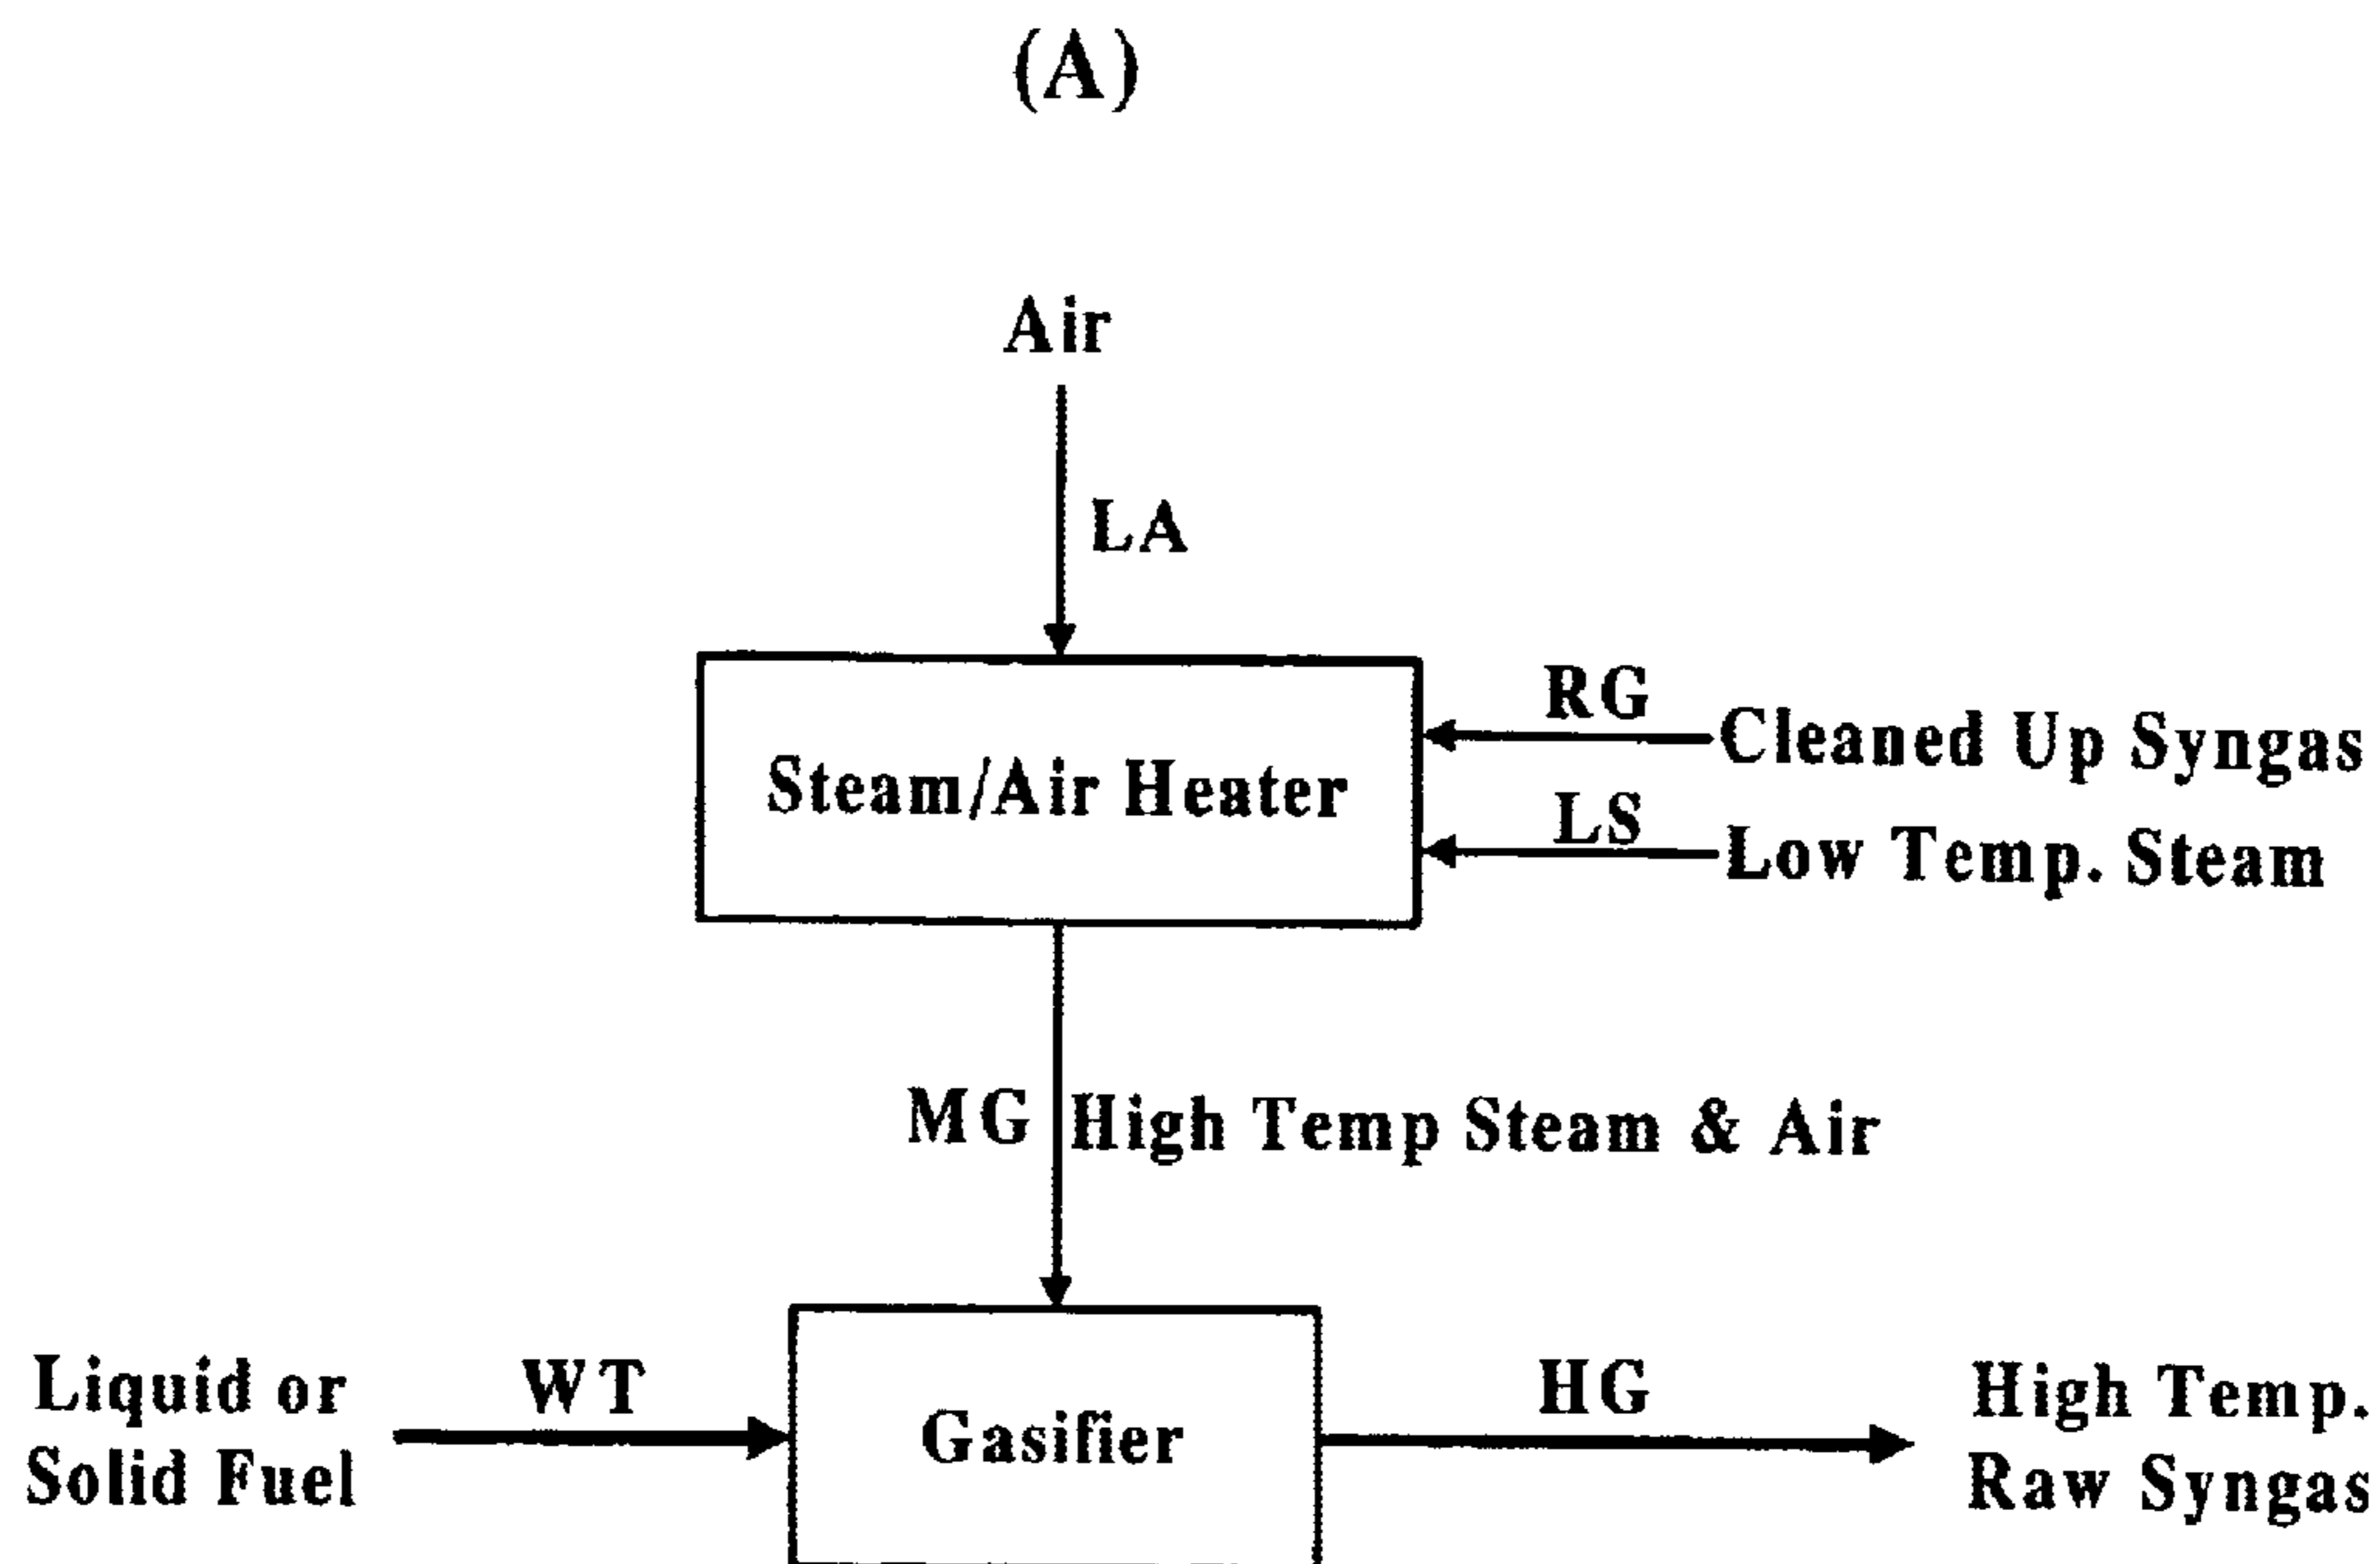 (A)
Air
LA
RG
Cleaned Up Syngas
Steam/Air Heater
LS
Low Temp. Steam
MG
High Temp Steam & Air
Liquid or
Solid Fuel
WT
Gasifier
HG
High Temp.
Raw Syngas